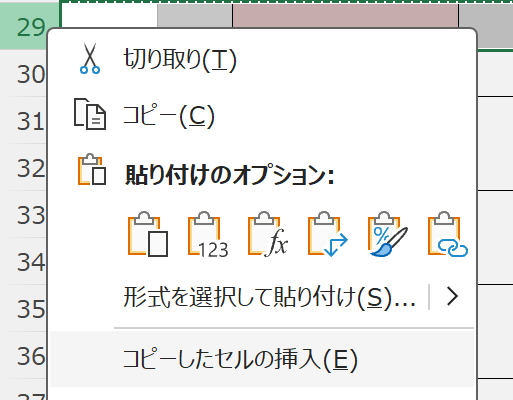 29
切り取り(T)
30
コピー(C)
31
貼り付けのオプション:
32
33
123 fx %
34
35
形式を選択して貼り付け(S)...
36
コピーしたセルの挿入(E)